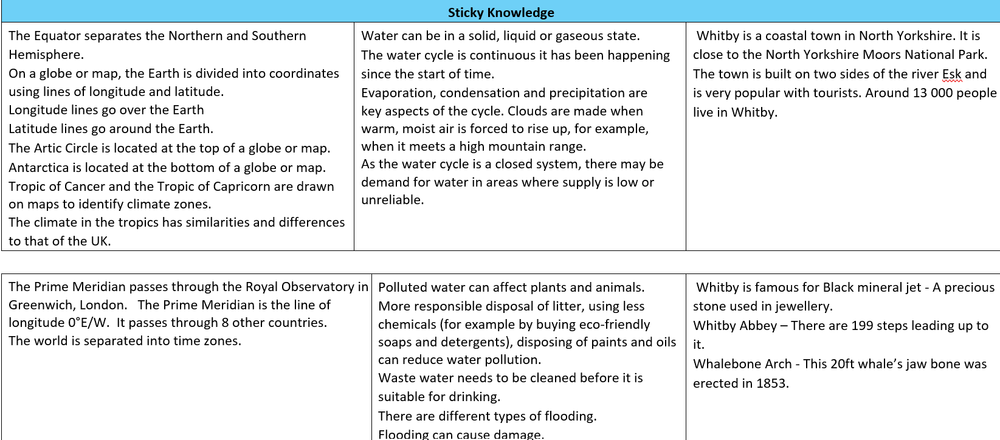 Sticky Knowledge
The Equator separates the Northern and Southern
Hemisphere.
On a globe or map, the Earth is divided into coordinates
using lines of longitude and latitude.
Longitude lines go over the Earth
Latitude lines go around the Earth.
The Artic Circle is located at the top of a globe or map.
Antarctica is located at the bottom of a globe or map.
Tropic of Cancer and the Tropic of Capricorn are drawn
on maps to identify climate zones.
The climate in the tropics has similarities and differences
to that of the UK.
Water can be in a solid, liquid or gaseous state.
The water cycle is continuous it has been happening
since the start of time.
Evaporation, condensation and precipitation are
key aspects of the cycle. Clouds are made when
warm, moist air is forced to rise up, for example,
when it meets a high mountain range.
As the water cycle is a closed system, there may be
demand for water in areas where supply is low or
unreliable.
Whitby is a coastal town in North Yorkshire. It is
close to the North Yorkshire Moors National Park.
The town is built on two sides of the river Esk and
is very popular with tourists. Around 13 000 people
live in Whitby.
The Prime Meridian passes through the Royal Observatory in
Greenwich, London.   The Prime Meridian is the line of
longitude 0°E/W.  It passes through 8 other countries.
The world is separated into time zones.
Polluted water can affect plants and animals.
More responsible disposal of litter, using less
chemicals (for example by buying eco-friendly
soaps and detergents), disposing of paints and oils
can reduce water pollution.
Waste water needs to be cleaned before it is
suitable for drinking.
There are different types of flooding.
Flooding can cause damage.
Whitby is famous for Black mineral jet - A precious
stone used in jewellery.
Whitby Abbey – There are 199 steps leading up to
it.
Whalebone Arch - This 20ft whale’s jaw bone was
erected in 1853.